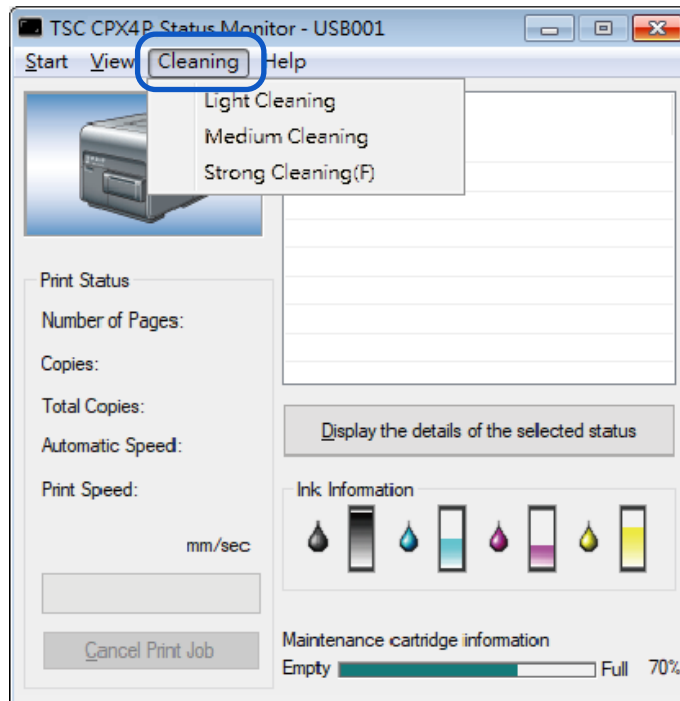 TSC CPX4P Status Monitor - USB001
Start View Cleaning Help
Light Cleaning
Medium Cleaning
Strong Cleaning(F)
Print Status
Number of Pages:
Copies:
Total Copies:
Automatic Speed:
Print Speed:
mm/sec
Cancel Print Job
Display the details of the selected status
Ink Information
Maintenance cartridge information
Empty Full 70%